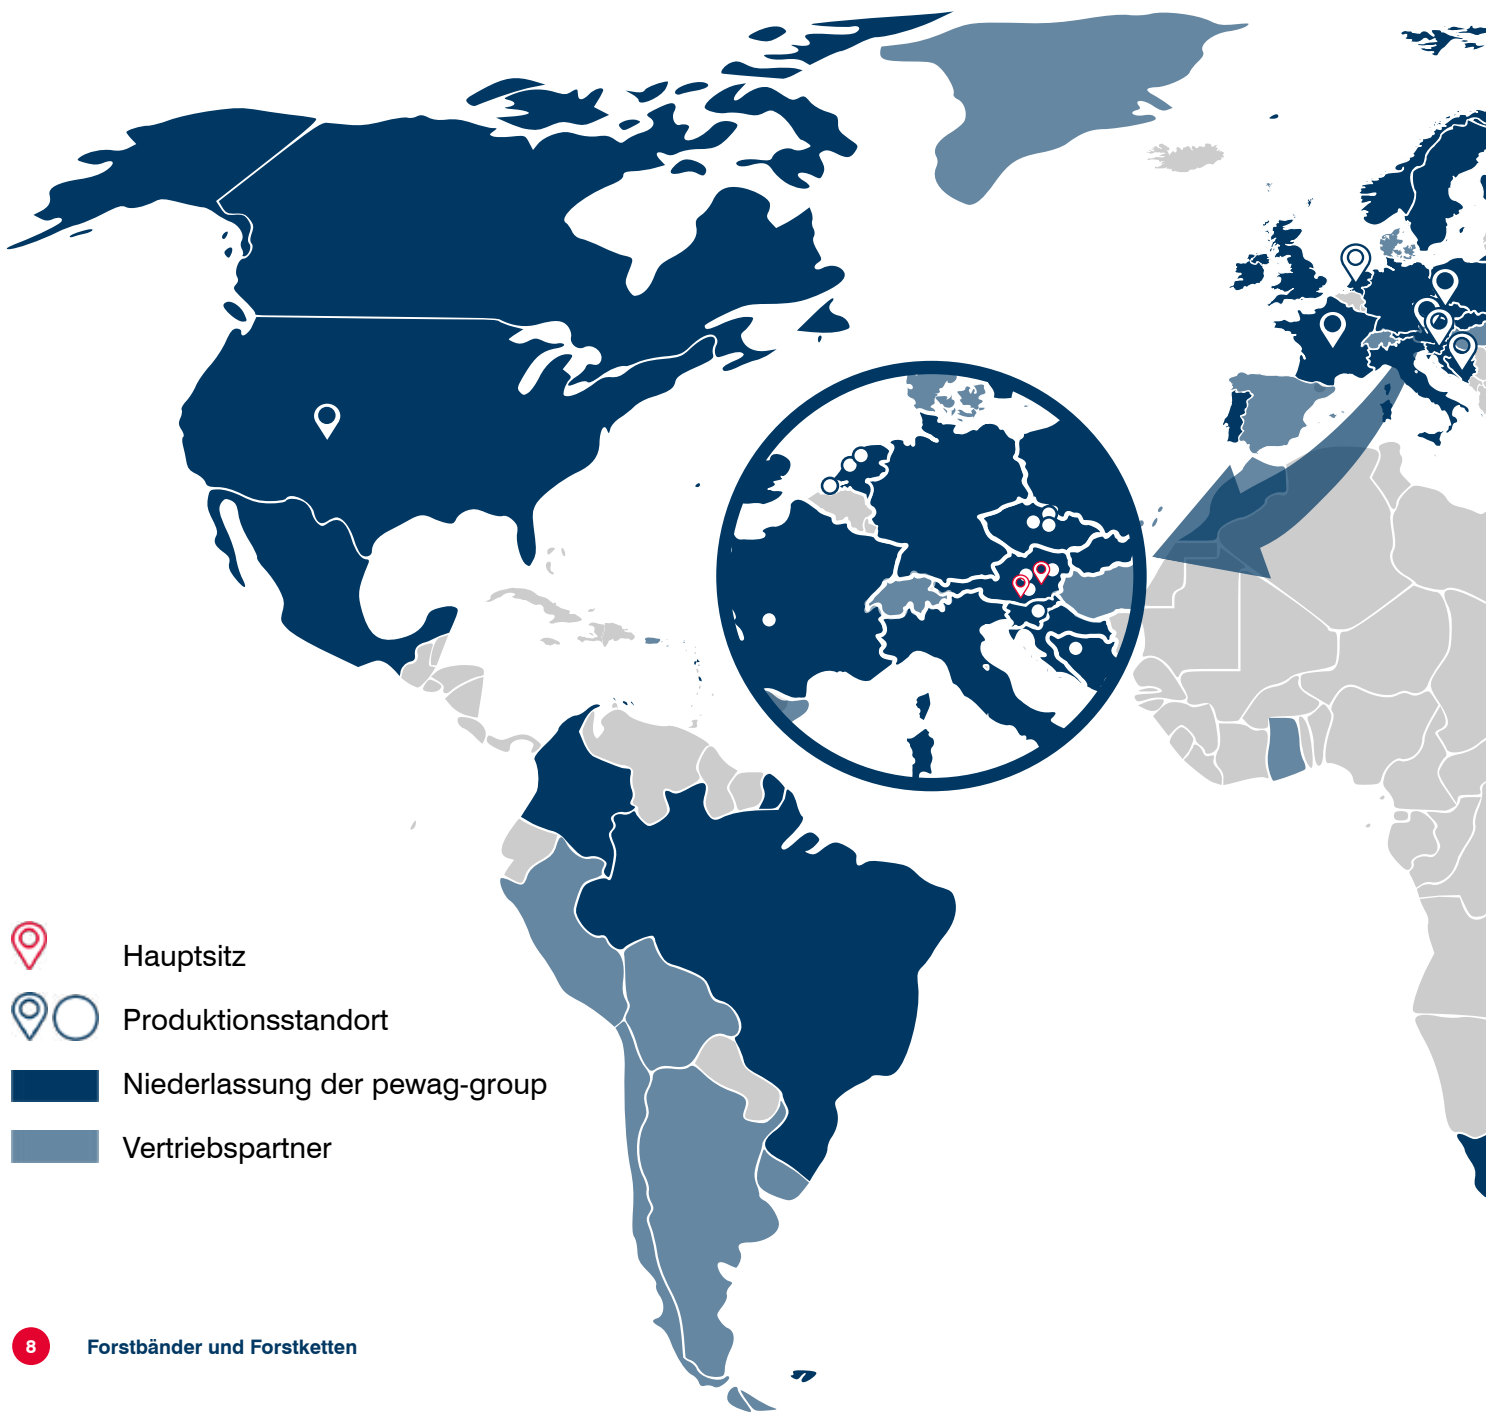 Hauptsitz
Produktionsstandort
Niederlassung der pewag-group
Vertriebspartner
8 Forstbänder und Forstketten